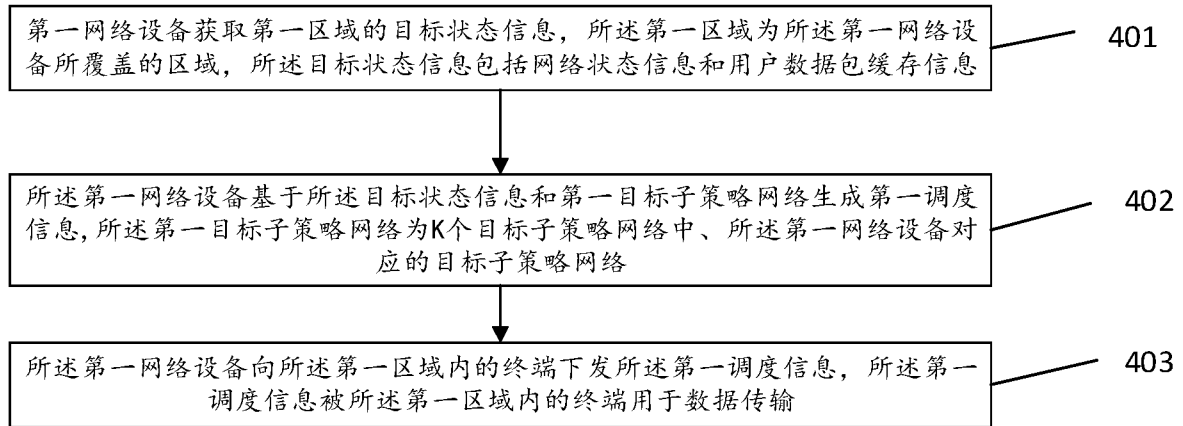 第一网络设备获取第一区域的目标状态信息，所述第一区域为所述第一网络设
备所覆盖的区域，所述目标状态信息包括网络状态信息和用户数据包缓存信息
401
所述第一网络设备基于所述目标状态信息和第一目标子策略网络生成第一调度
信息,所述第一目标子策略网络为K个目标子策略网络中、所述第一网络设备对
应的目标子策略网络
402
所述第一网络设备向所述第一区域内的终端下发所述第一调度信息，所述第一
调度信息被所述第一区域内的终端用于数据传输
403